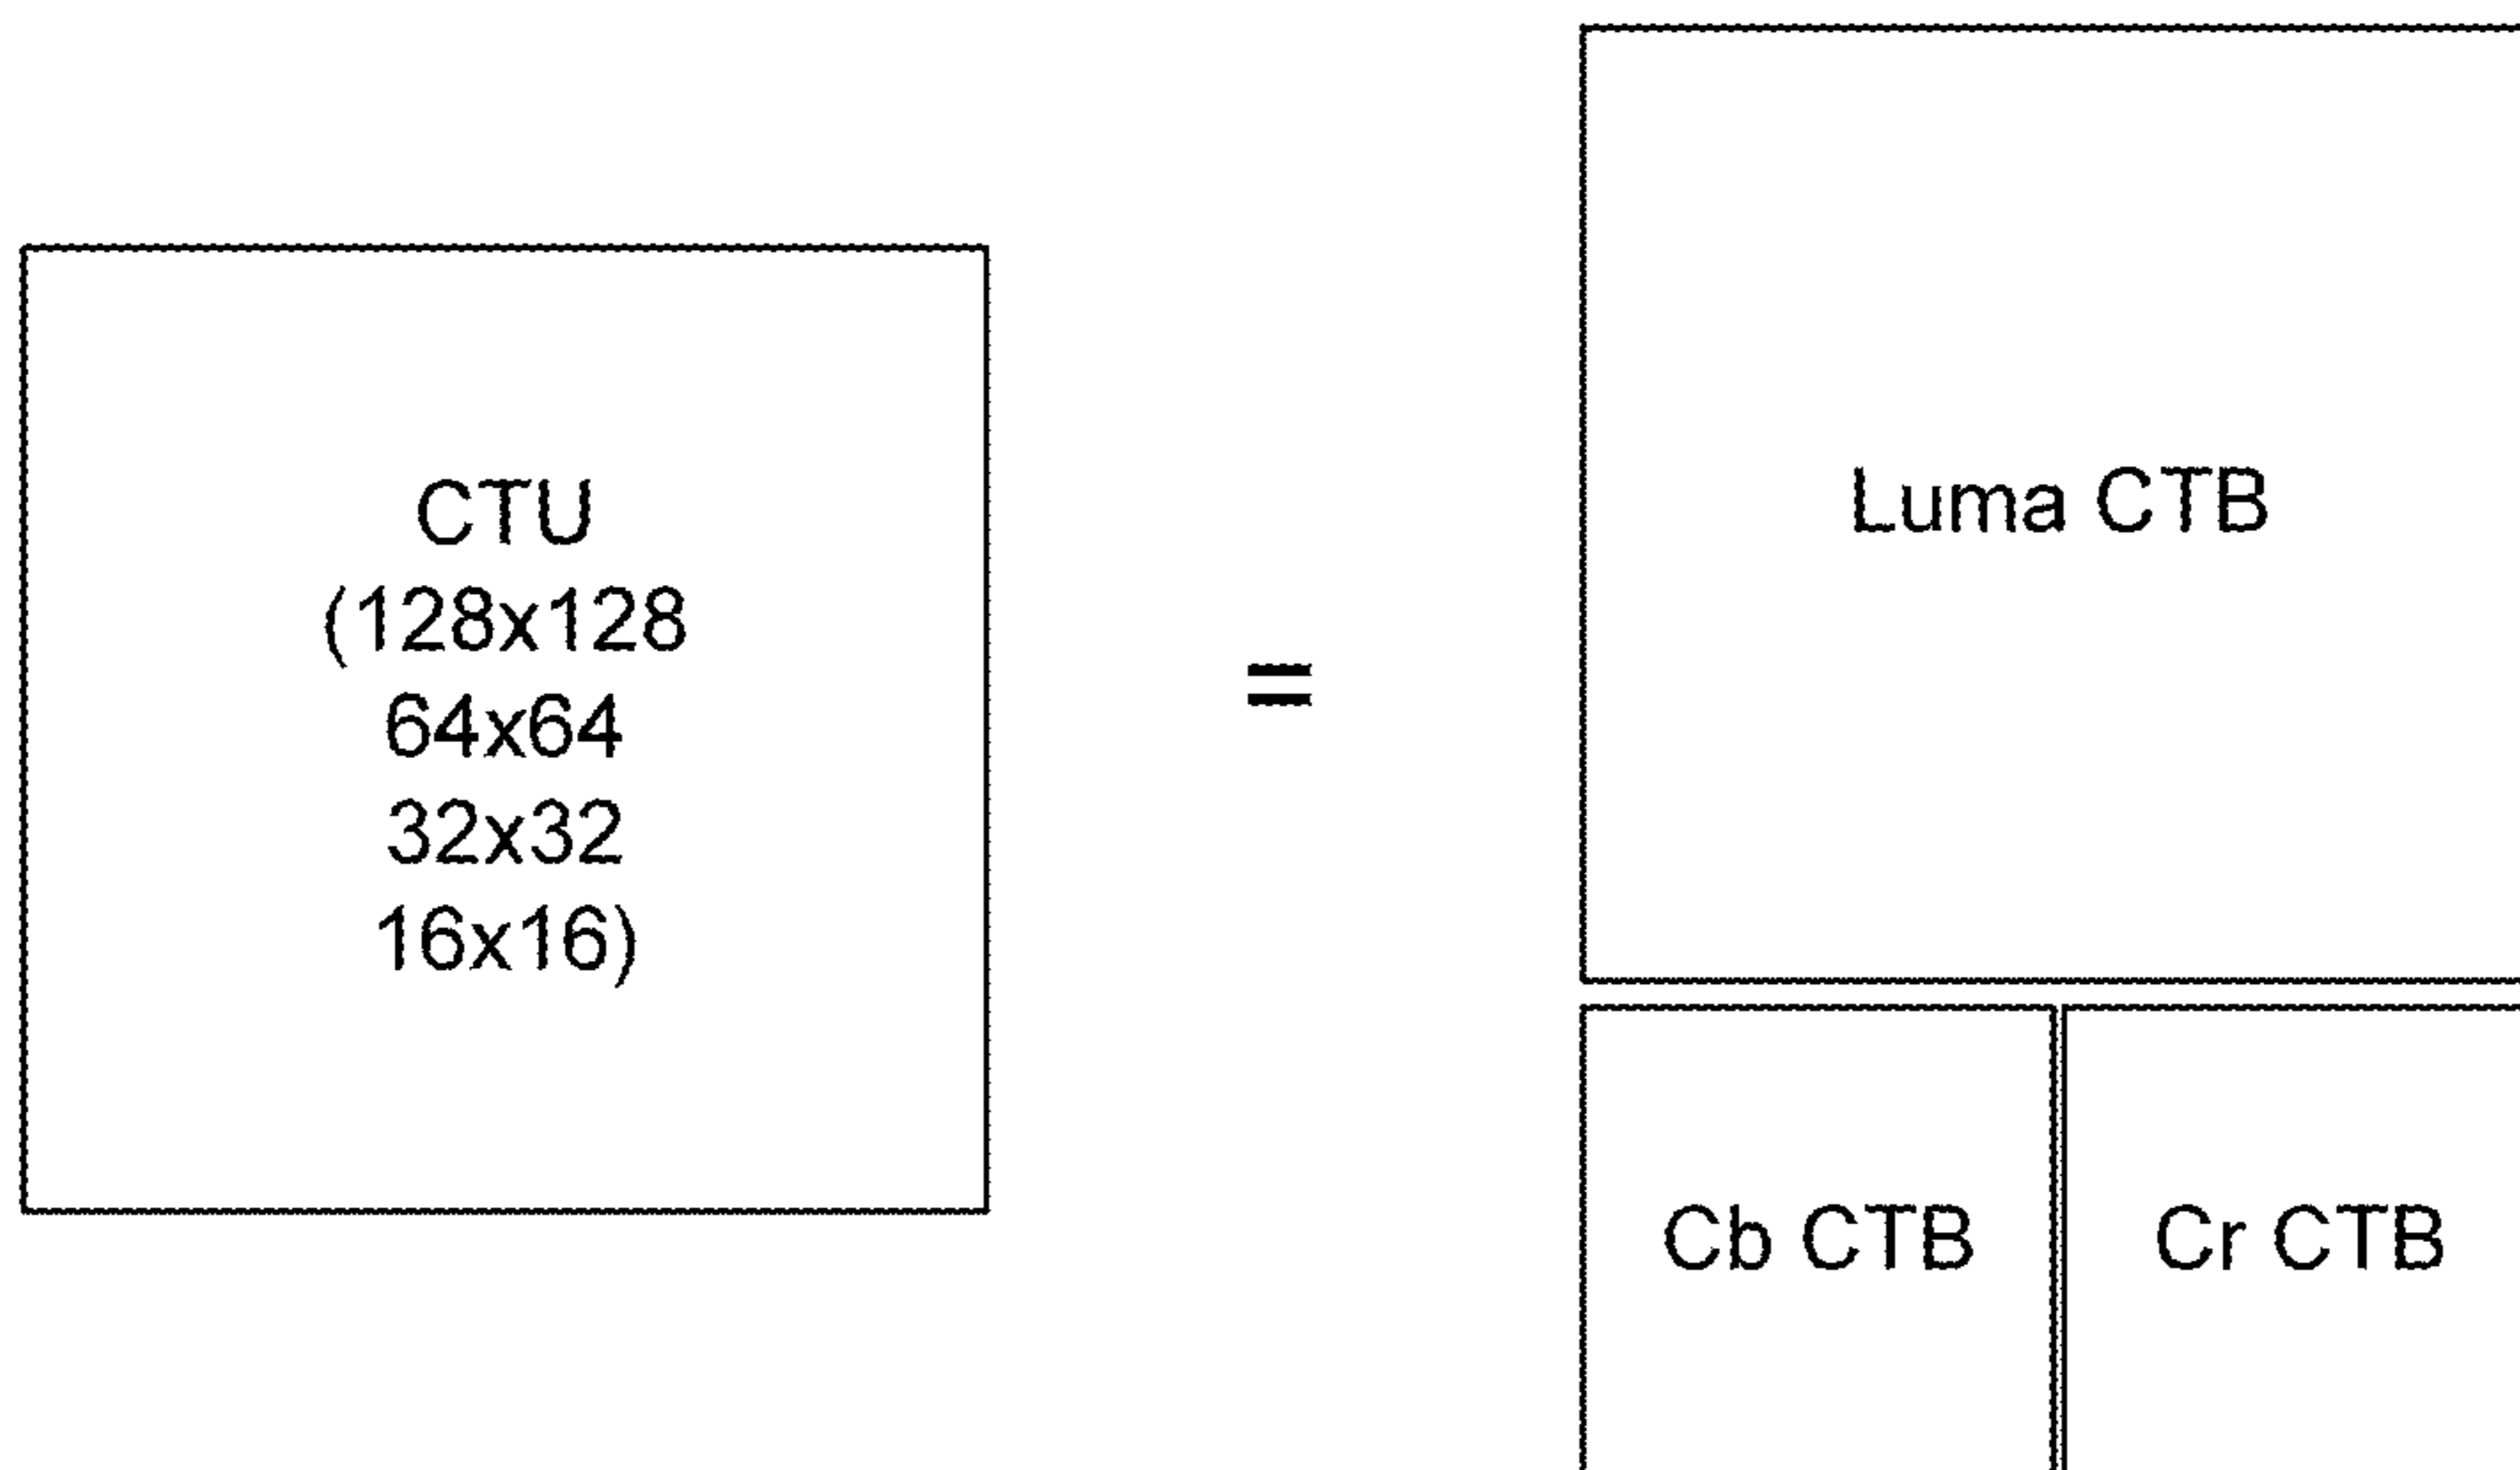 CTU
(128x128
64x64
32x32
16x16)
=
Luma CTB
Cb CTB
Cr CTB